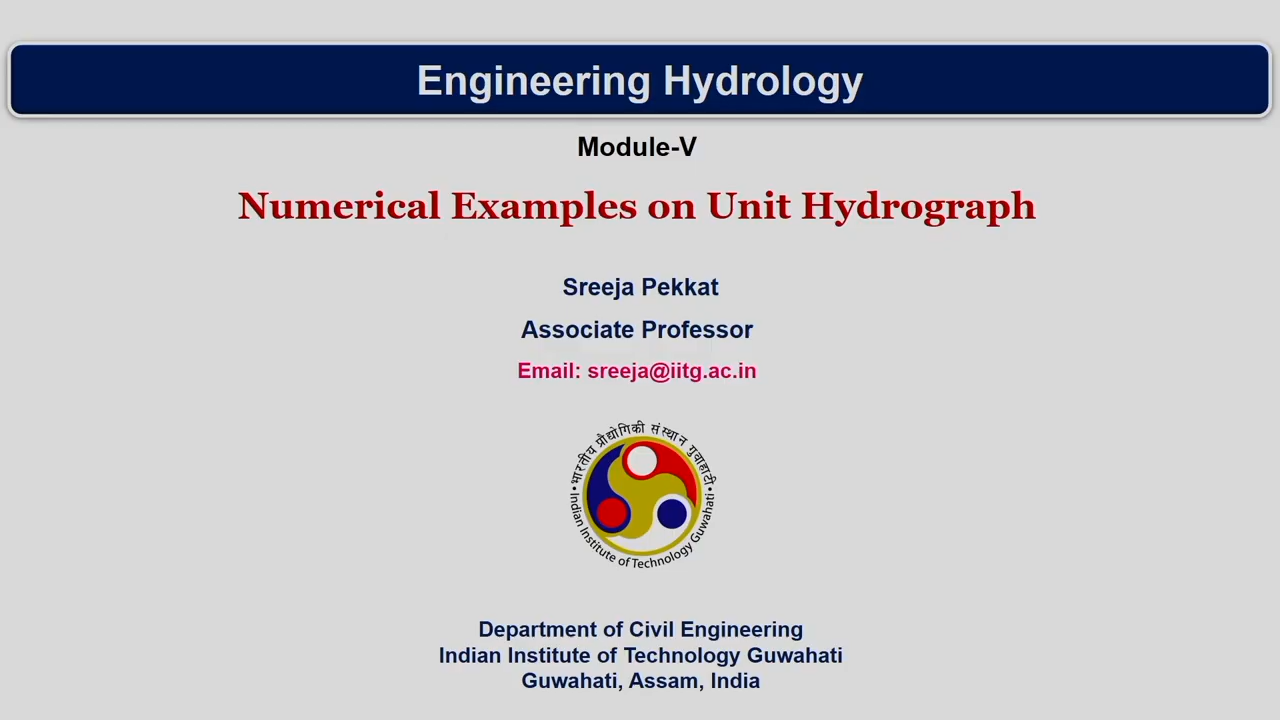 Engineering Hydrology
Module-V
Numerical Examples on Unit Hydrograph
Sreeja Pekkat
Associate Professor
Email: sreeja@iitg.ac.in
भारतीय प्रौद्योगिकी संस्थान गुवाहाटी
Indian Institute of Technology Guwahati
Department of Civil Engineering
Indian Institute of Technology Guwahati
Guwahati, Assam, India